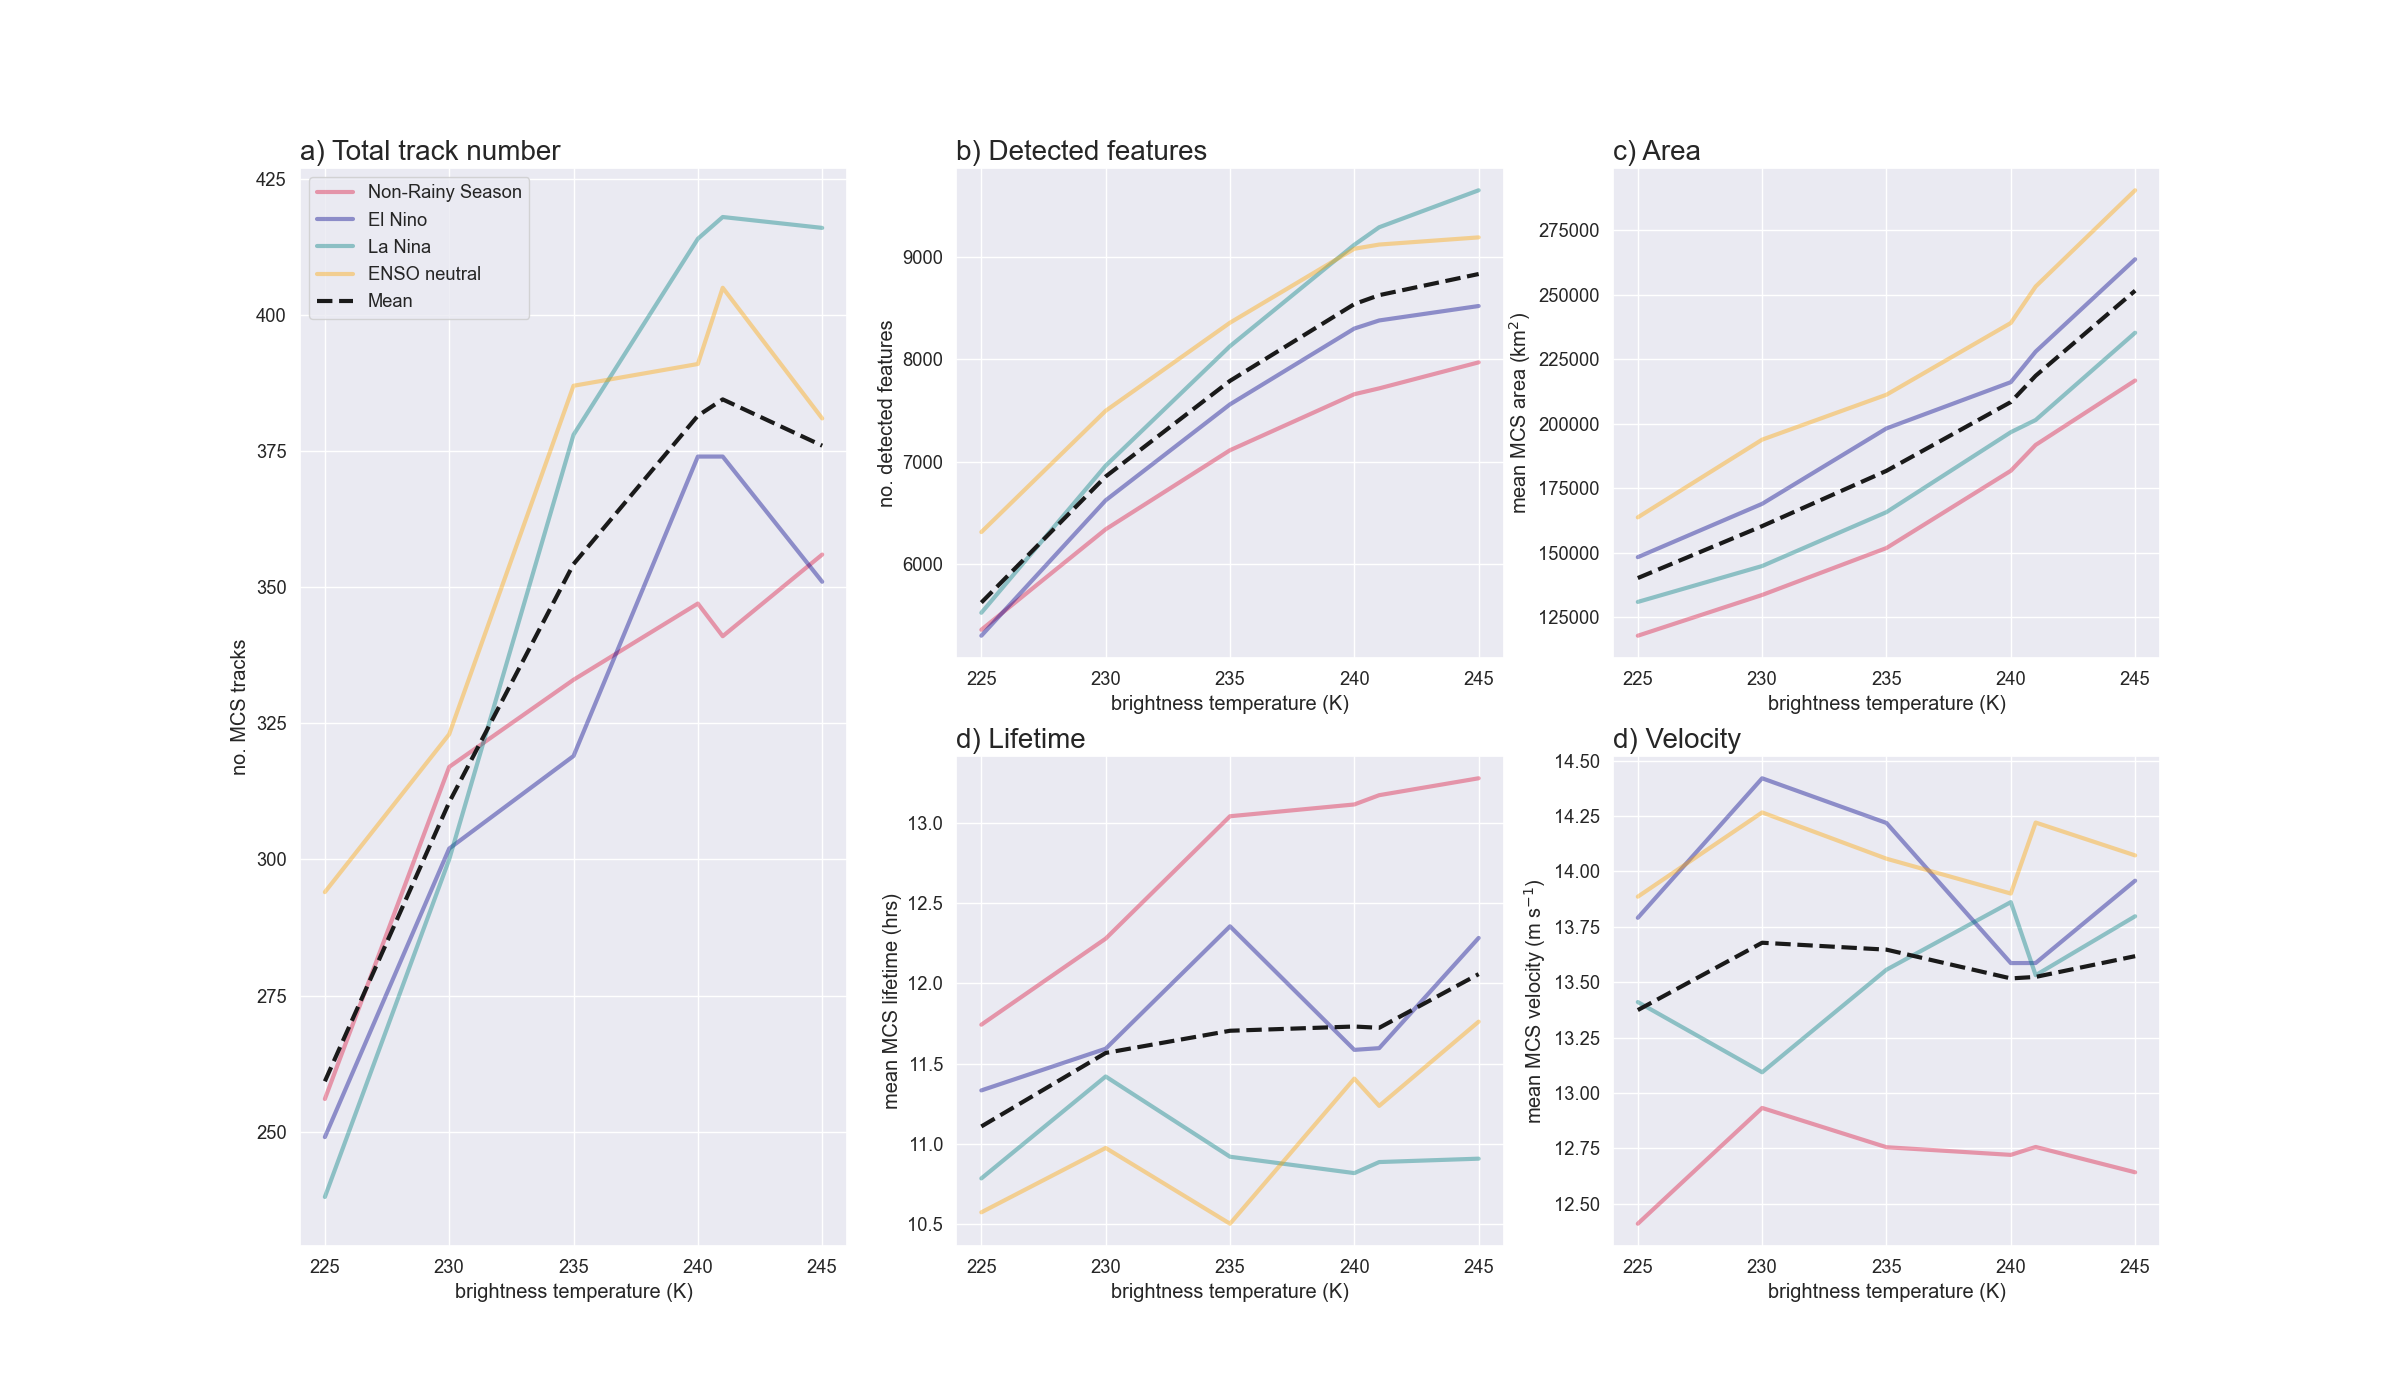 a) Total track number
425
400
375
350
325
300
275
250
no. MCS tracks
Non-Rainy Season
El Nino
La Nina
ENSO neutral
Mean
225 230 235 240 245
brightness temperature (K)
b) Detected features
9000
8000
7000
6000
no. detected features
225 230 235 240 245
brightness temperature (K)
c) Area
275000
250000
225000
200000
175000
150000
125000
mean MCS area (km²)
225 230 235 240 245
brightness temperature (K)
d) Lifetime
13.0
12.5
12.0
11.5
11.0
10.5
mean MCS lifetime (hrs)
225 230 235 240 245
brightness temperature (K)
d) Velocity
14.50
14.25
14.00
13.75
13.50
13.25
13.00
12.75
12.50
mean MCS velocity (m s⁻¹)
225 230 235 240 245
brightness temperature (K)